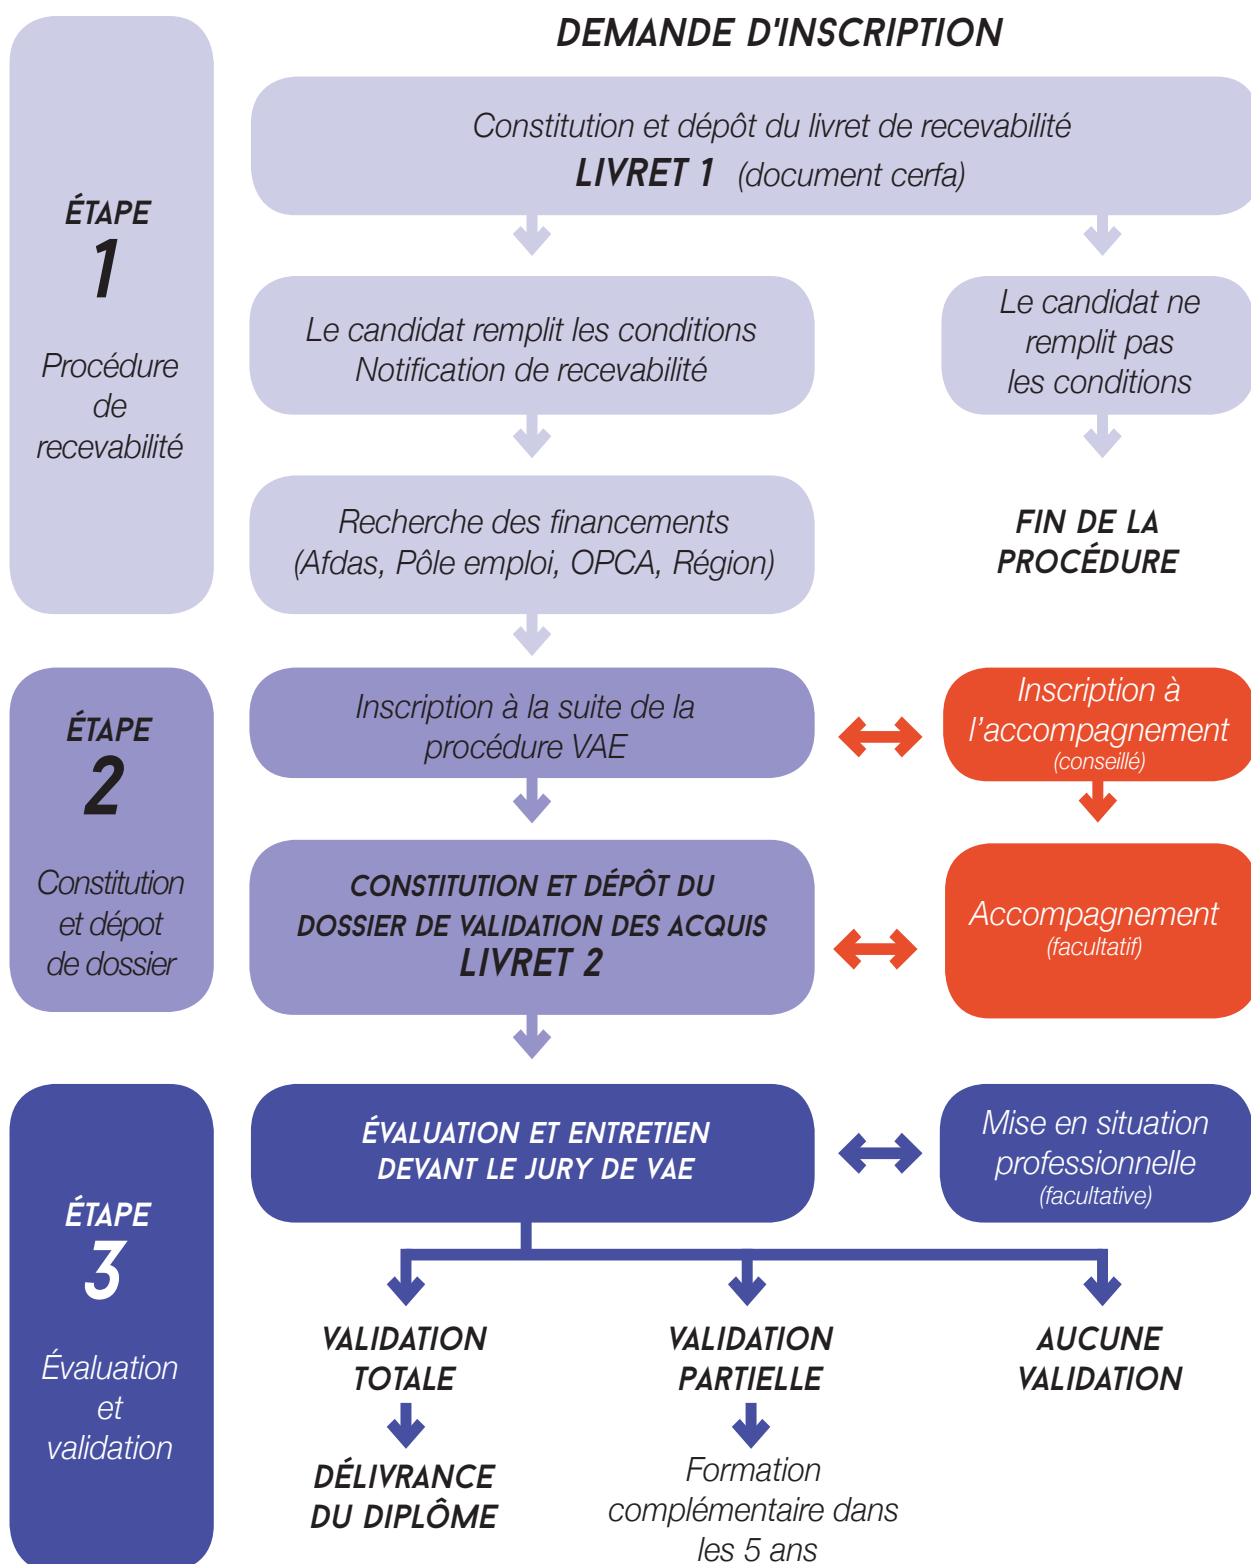 DEMANDE D'INSCRIPTION
ÉTAPE
1
Procédure
de
recevabilité
Constitution et dépôt du livret de recevabilité
LIVRET 1 (document cerfa)
Le candidat remplit les conditions
Notification de recevabilité
Le candidat ne
remplit pas
les conditions
Recherche des financements
(Afdas, Pôle emploi, OPCA, Région)
FIN DE LA
PROCÉDURE
ÉTAPE
2
Constitution
et dépot
de dossier
Inscription à la suite de la
procédure VAE
Inscription à
l'accompagnement
(conseillé)
CONSTITUTION ET DÉPÔT DU
DOSSIER DE VALIDATION DES ACQUIS
LIVRET 2
Accompagnement
(facultatif)
ÉTAPE
3
Évaluation
et
validation
ÉVALUATION ET ENTRETIEN
DEVANT LE JURY DE VAE
Mise en situation
professionnelle
(facultative)
VALIDATION
TOTALE
VALIDATION
PARTIELLE
AUCUNE
VALIDATION
DÉLIVRANCE
DU DIPLÔME
Formation
complémentaire dans
les 5 ans